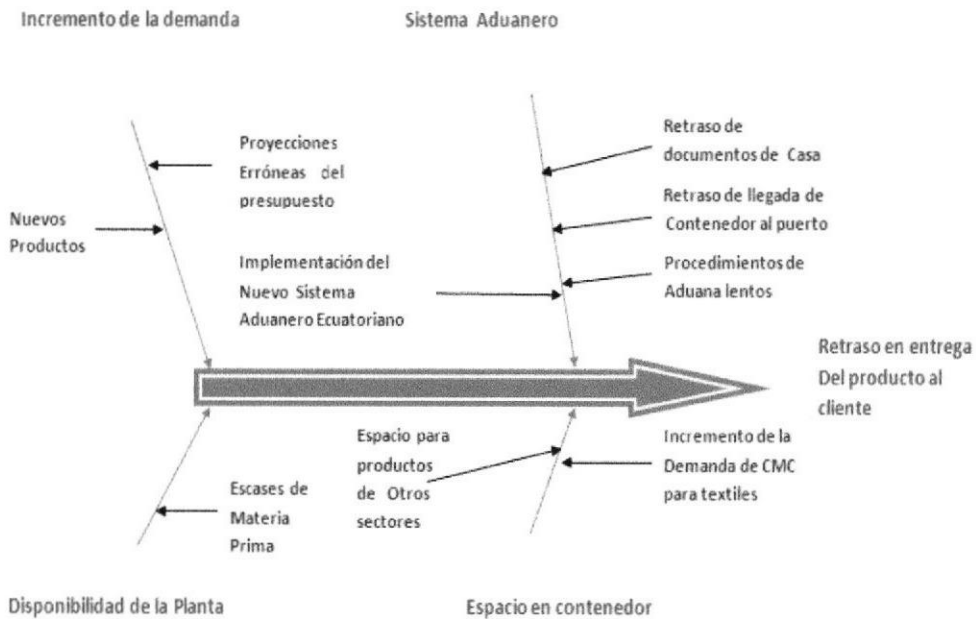 Incremento de la demanda
Sistema Aduanero
Proyecciones
Erróneas del
presupuesto
Nuevos
Productos
Retraso de
documentos de Casa
Retraso de llegada de
Contenedor al puerto
Implementación del
Nuevo Sistema
Aduanero Ecuatoriano
Procedimientos de
Aduana lentos
Retraso en entrega
Del producto al
cliente
Escases de
Materia
Prima
Espacio para
productos
de Otros
sectores
Incremento de la
Demanda de CMC
para textiles
Disponibilidad de la Planta
Espacio en contenedor